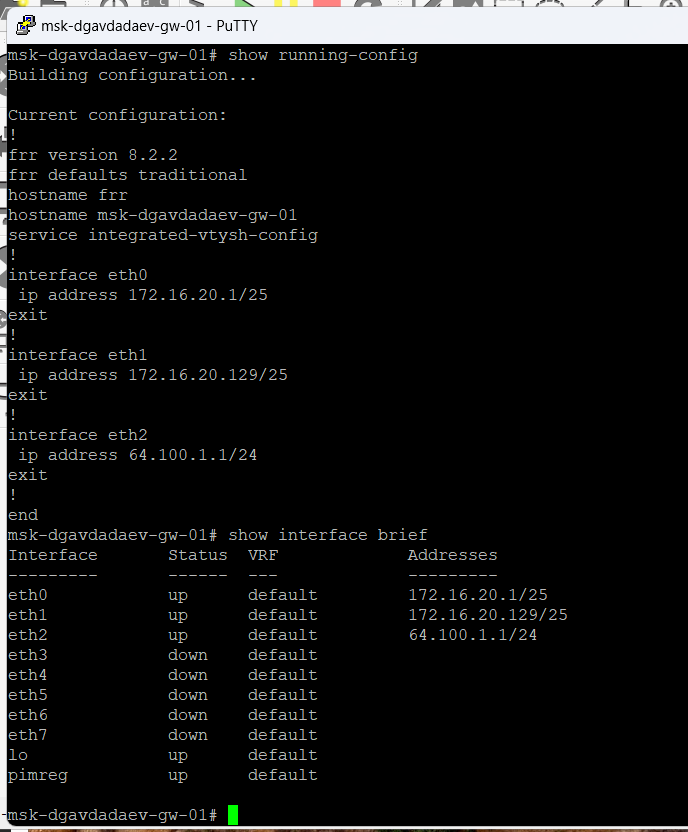 msk-dgavdadaev-gw-01 - PuTTY
msk-dgavdadaev-gw-01# show running-config
Building configuration...
Current configuration:
!
frr version 8.2.2
frr defaults traditional
hostname frr
hostname msk-dgavdadaev-gw-01
service integrated-vtysh-config
!
interface eth0
 ip address 172.16.20.1/25
exit
!
interface eth1
 ip address 172.16.20.129/25
exit
!
interface eth2
 ip address 64.100.1.1/24
exit
!
end
msk-dgavdadaev-gw-01# show interface brief
Interface       Status  VRF             Addresses
---------       ------  ---             ---------
eth0            up      default         172.16.20.1/25
eth1            up      default         172.16.20.129/25
eth2            up      default         64.100.1.1/24
eth3            down    default
eth4            down    default
eth5            down    default
eth6            down    default
eth7            down    default
lo              up      default
pimreg          up      default
msk-dgavdadaev-gw-01#